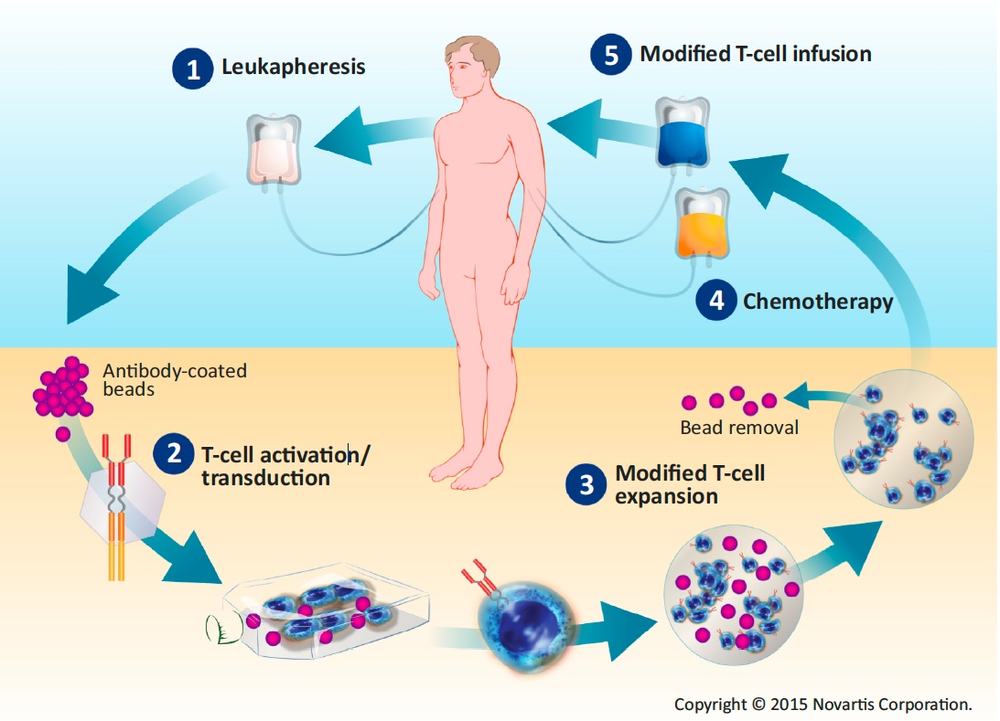 1 Leukapheresis
5 Modified T-cell infusion
4 Chemotherapy
Antibody-coated
beads
2 T-cell activation/
transduction
Bead removal
3 Modified T-cell
expansion
Copyright © 2015 Novartis Corporation.